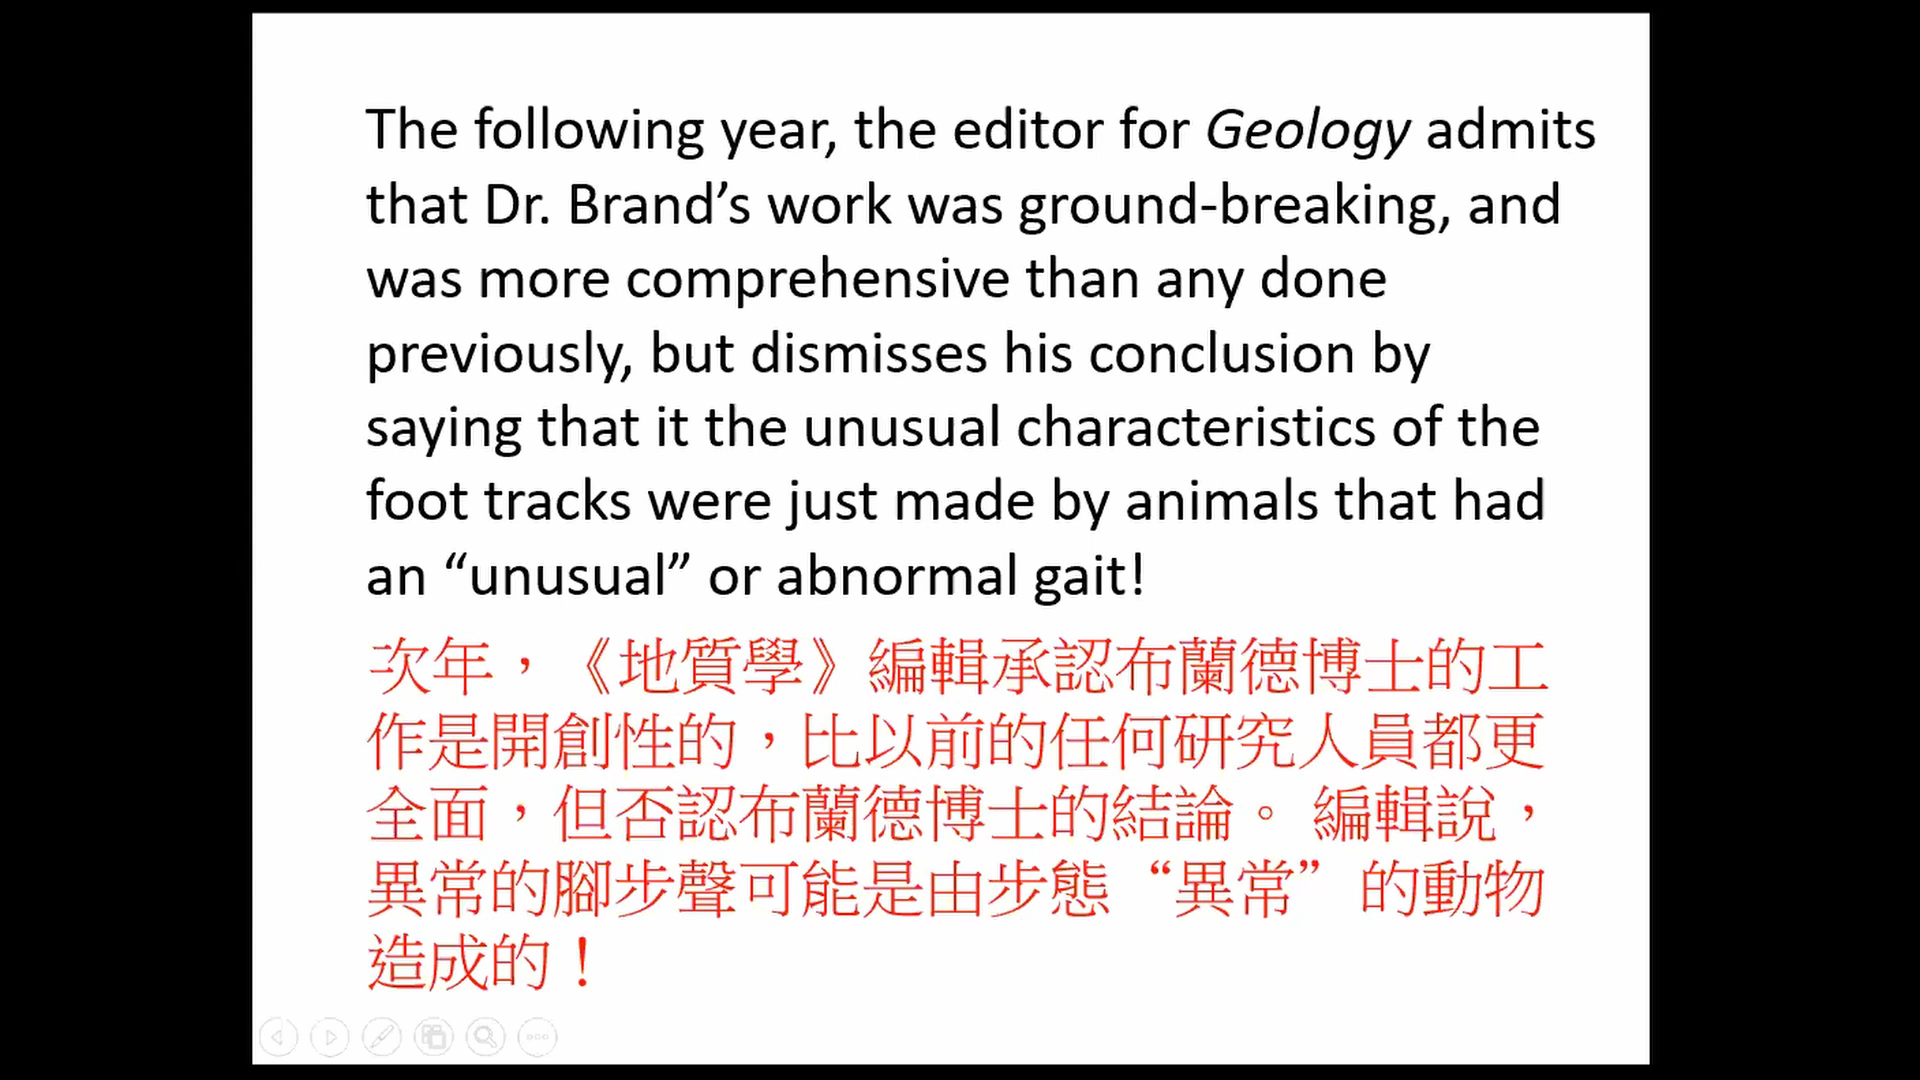 The following year, the editor for Geology admits
that Dr. Brand’s work was ground-breaking, and
was more comprehensive than any done
previously, but dismisses his conclusion by
saying that it the unusual characteristics of the
foot tracks were just made by animals that had
an “unusual” or abnormal gait!
次年，《地質學》編輯承認布蘭德博士的工
作是開創性的，比以前的任何研究人員都更
全面，但否認布蘭德博士的結論。 編輯說，
異常的腳步聲可能是由步態“異常”的動物
造成的！